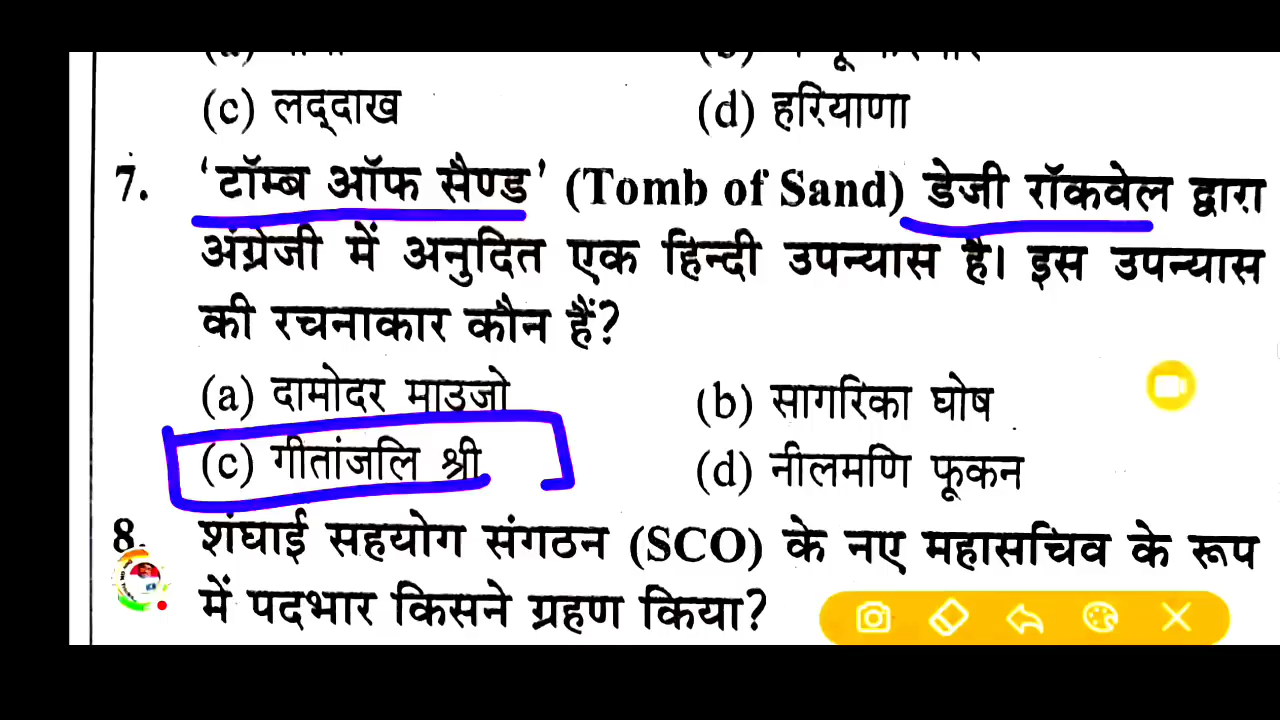 (c) लद्दाख (d) हरियाणा
7. 'टॉम्ब ऑफ सैण्ड' (Tomb of Sand) डेजी रॉकवेल द्वारा
अंग्रेजी में अनुदित एक हिन्दी उपन्यास है। इस उपन्यास
की रचनाकार कौन हैं?
(a) दामोदर माउजो (b) सागरिका घोष
(c) गीतांजलि श्री (d) नीलमणि फूकन
8. शंघाई सहयोग संगठन (SCO) के नए महासचिव के रूप
में पदभार किसने ग्रहण किया?